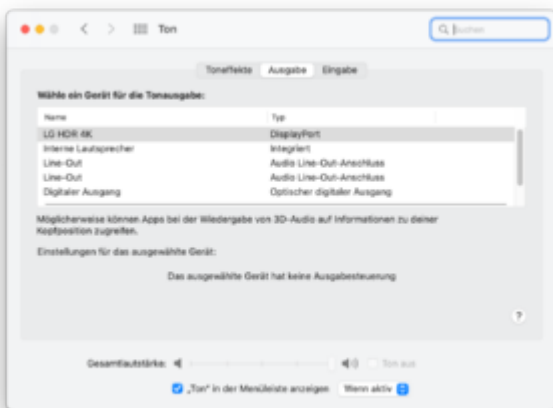 Ton
Suchen
Toneffekte Ausgabe Eingabe
Wähle ein Gerät für die Tonausgabe:
Name Typ
LG HDR 4K DisplayPort
Interne Lautsprecher Integriert
Line-Out Audio Line-Out-Anschluss
Line-Out Audio Line-Out-Anschluss
Digitaler Ausgang Optischer digitaler Ausgang
Möglicherweise können Apps bei der Wiedergabe von 3D-Audio auf Informationen zu deiner
Kopfposition zugreifen.
Einstellungen für das ausgewählte Gerät:
Das ausgewählte Gerät hat keine Ausgabesteuerung
?
Gesamtlautstärke: Ton aus
„Ton" in der Menüleiste anzeigen Wenn aktiv